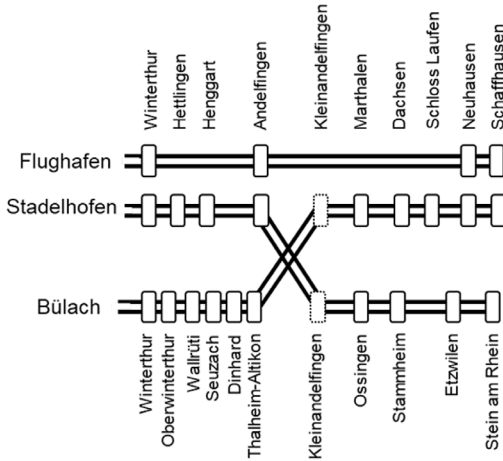 Winterthur
Hettlingen
Henggart
Andelfingen
Kleinandelfingen
Marthalen
Dachsen
Schloss Laufen
Neuhausen
Schaffhausen
Flughafen
Stadelhofen
Bülach
Winterthur
Oberwinterthur
Wallrüti
Seuzach
Dinhard
Thalheim-Attikon
Kleinandelfingen
Ossingen
Stammheim
Etzwilen
Stein am Rhein